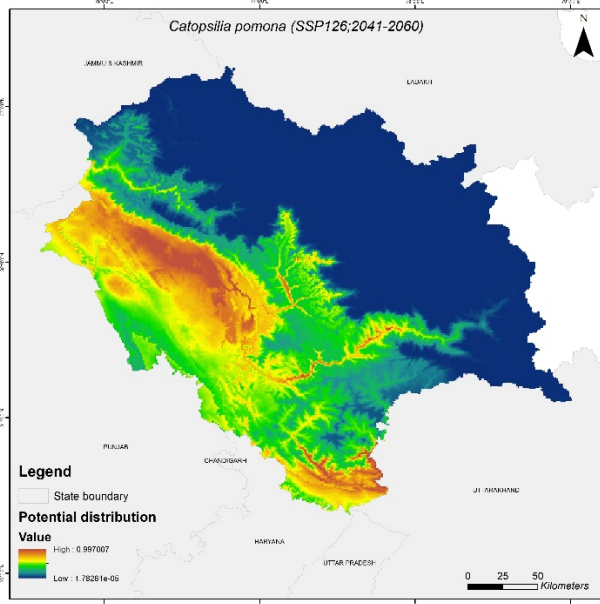 Catopsilia pomona (SSP126;2041-2060)
N
JAMMU & KASHMIR
LADAKH
PUNJAB
CHANDIGARH
UTTARAKHAND
HARYANA
UTTAR PRADESH
Legend
State boundary
Potential distribution
Value
High : 0.997007
Low : 1.78261e-05
0 25 50
Kilometers